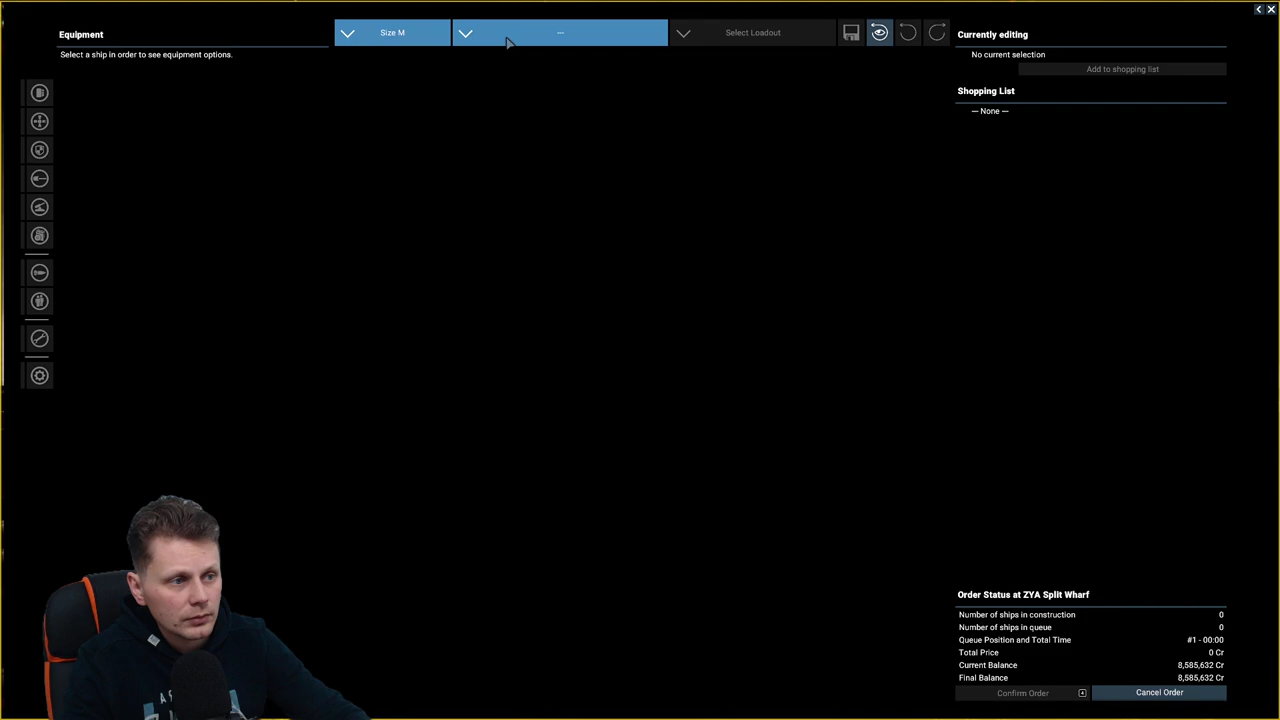 Equipment
Select a ship in order to see equipment options.
Size M
---
Select Loadout
Currently editing
No current selection
Add to shopping list
Shopping List
--- None ---
Order Status at ZYA Split Wharf
Number of ships in construction 0
Number of ships in queue 0
Queue Position and Total Time #1 - 00:00
Total Price 0 Cr
Current Balance 8,585,632 Cr
Final Balance 8,585,632 Cr
Confirm Order
Cancel Order